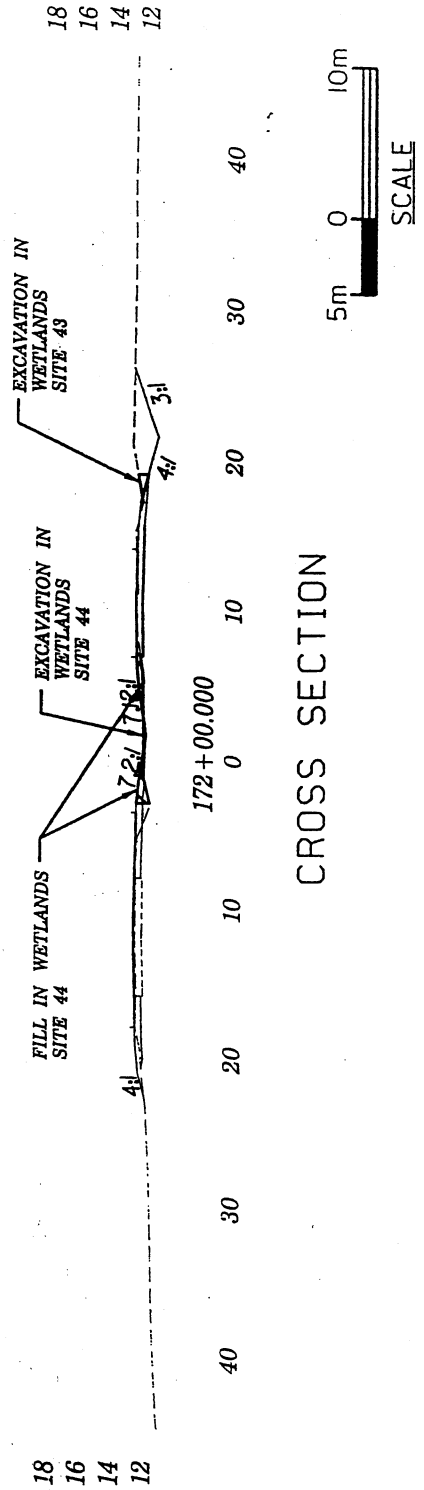 EXCAVATION IN
WETLANDS
SITE 43
FILL IN WETLANDS
SITE 44
EXCAVATION IN
WETLANDS
SITE 44
18
16
14
12
18
16
14
12
4:1
7.2:1
7.2:1
4:1
3:1
40
30
20
10
0
10
20
30
40
172+00.000
CROSS SECTION
5m 0 10m
SCALE